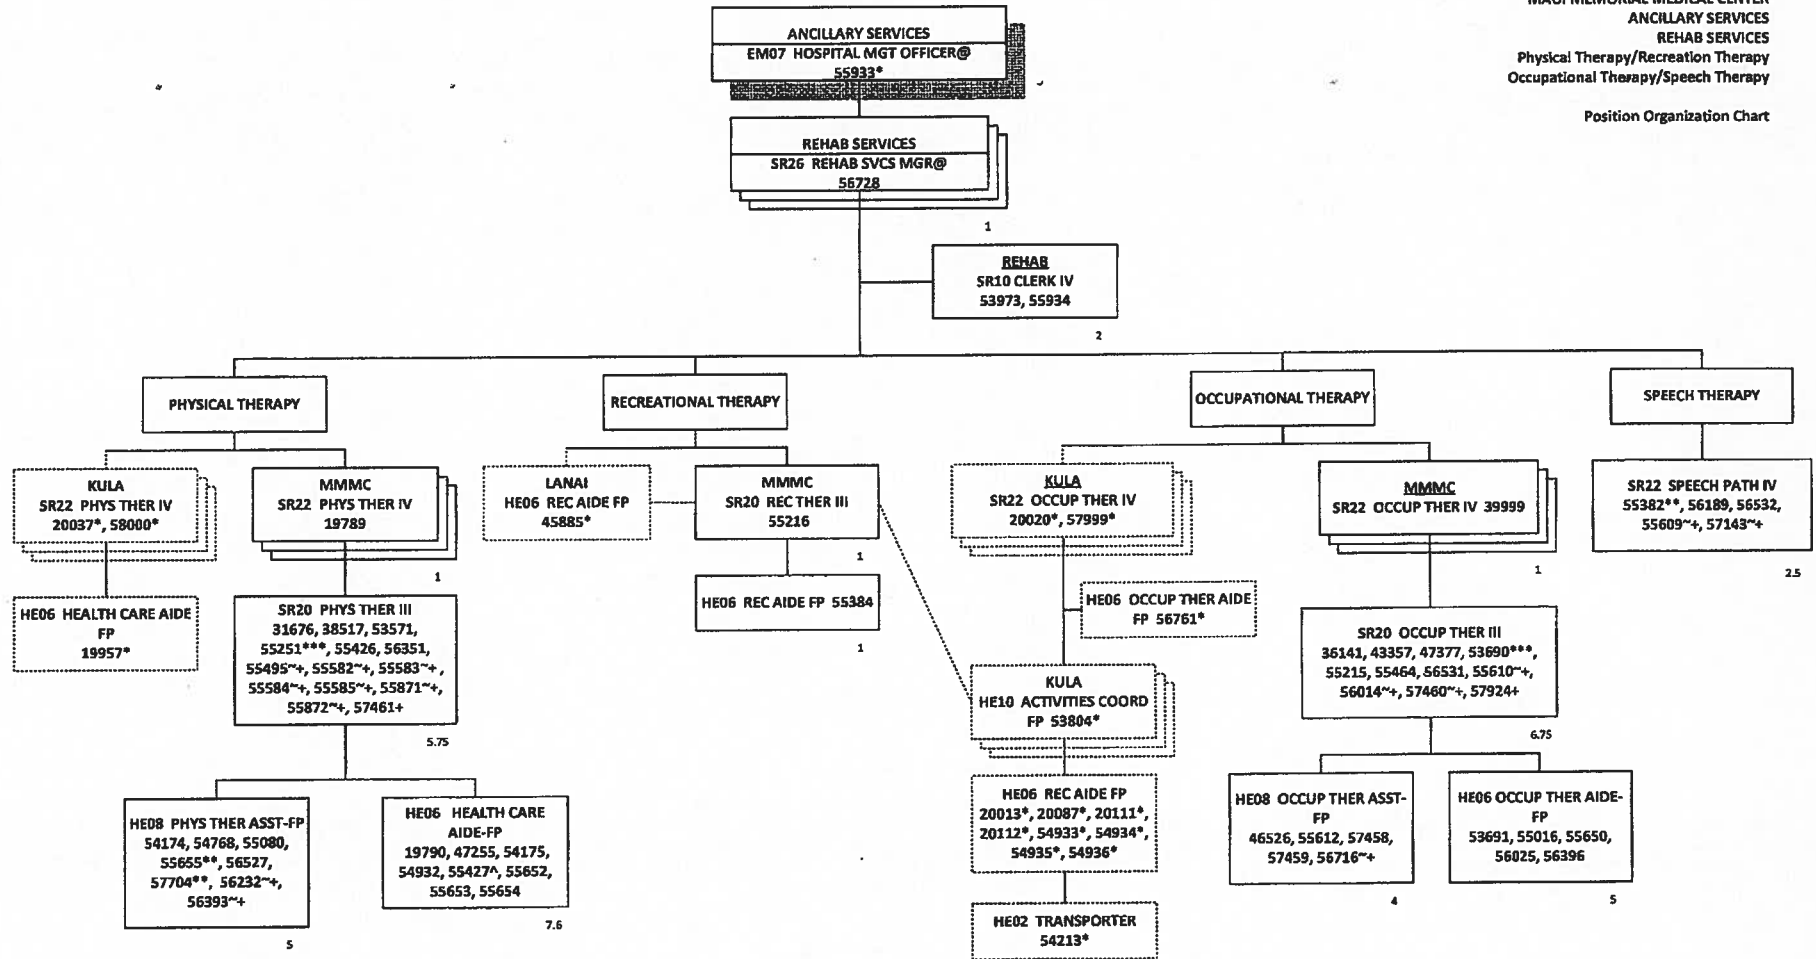 MAUI MEMORIAL MEDICAL CENTER
ANCILLARY SERVICES
REHAB SERVICES
Physical Therapy/Recreation Therapy
Occupational Therapy/Speech Therapy
Position Organization Chart
ANCILLARY SERVICES
EM07 HOSPITAL MGT OFFICER@
55933*
REHAB SERVICES
SR26 REHAB SVCS MGR@
56728
1
REHAB
SR10 CLERK IV
53973, 55934
2
PHYSICAL THERAPY
RECREATIONAL THERAPY
OCCUPATIONAL THERAPY
SPEECH THERAPY
KULA
SR22 PHYS THER IV
20037*, 58000*
MMMC
SR22 PHYS THER IV
19789
1
LANAI
HE06 REC AIDE FP
45885*
MMMC
SR20 REC THER III
55216
1
KULA
SR22 OCCUP THER IV
20020*, 57999*
MMMC
SR22 OCCUP THER IV 39999
1
SR22 SPEECH PATH IV
55382**, 56189, 56532,
55609~+, 57143~+
2.5
HE06 HEALTH CARE AIDE
FP
19957*
SR20 PHYS THER III
31676, 38517, 53571,
55251***, 55426, 56351,
55495~+, 55582~+, 55583~+,
55584~+, 55585~+, 55871~+,
55872~+, 57461+
5.75
HE06 REC AIDE FP 55384
1
HE06 OCCUP THER AIDE
FP 56761*
KULA
HE10 ACTIVITIES COORD
FP 53804*
SR20 OCCUP THER III
36141, 43357, 47377, 53690***,
55215, 55464, 56531, 55610~+,
56014~+, 57460~+, 57924+
6.75
HE08 PHYS THER ASST-FP
54174, 54768, 55080,
55655**, 56527,
57704**, 56232~+,
56393~+
5
HE06 HEALTH CARE
AIDE-FP
19790, 47255, 54175,
54932, 55427^, 55652,
55653, 55654
7.6
HE06 REC AIDE FP
20013*, 20087*, 20111*,
20112*, 54933*, 54934*,
54935*, 54936*
HE02 TRANSPORTER
54213*
HE08 OCCUP THER ASST-
FP
46526, 55612, 57458,
57459, 56716~+
4
HE06 OCCUP THER AIDE-
FP
53691, 55016, 55650,
56025, 56396
5